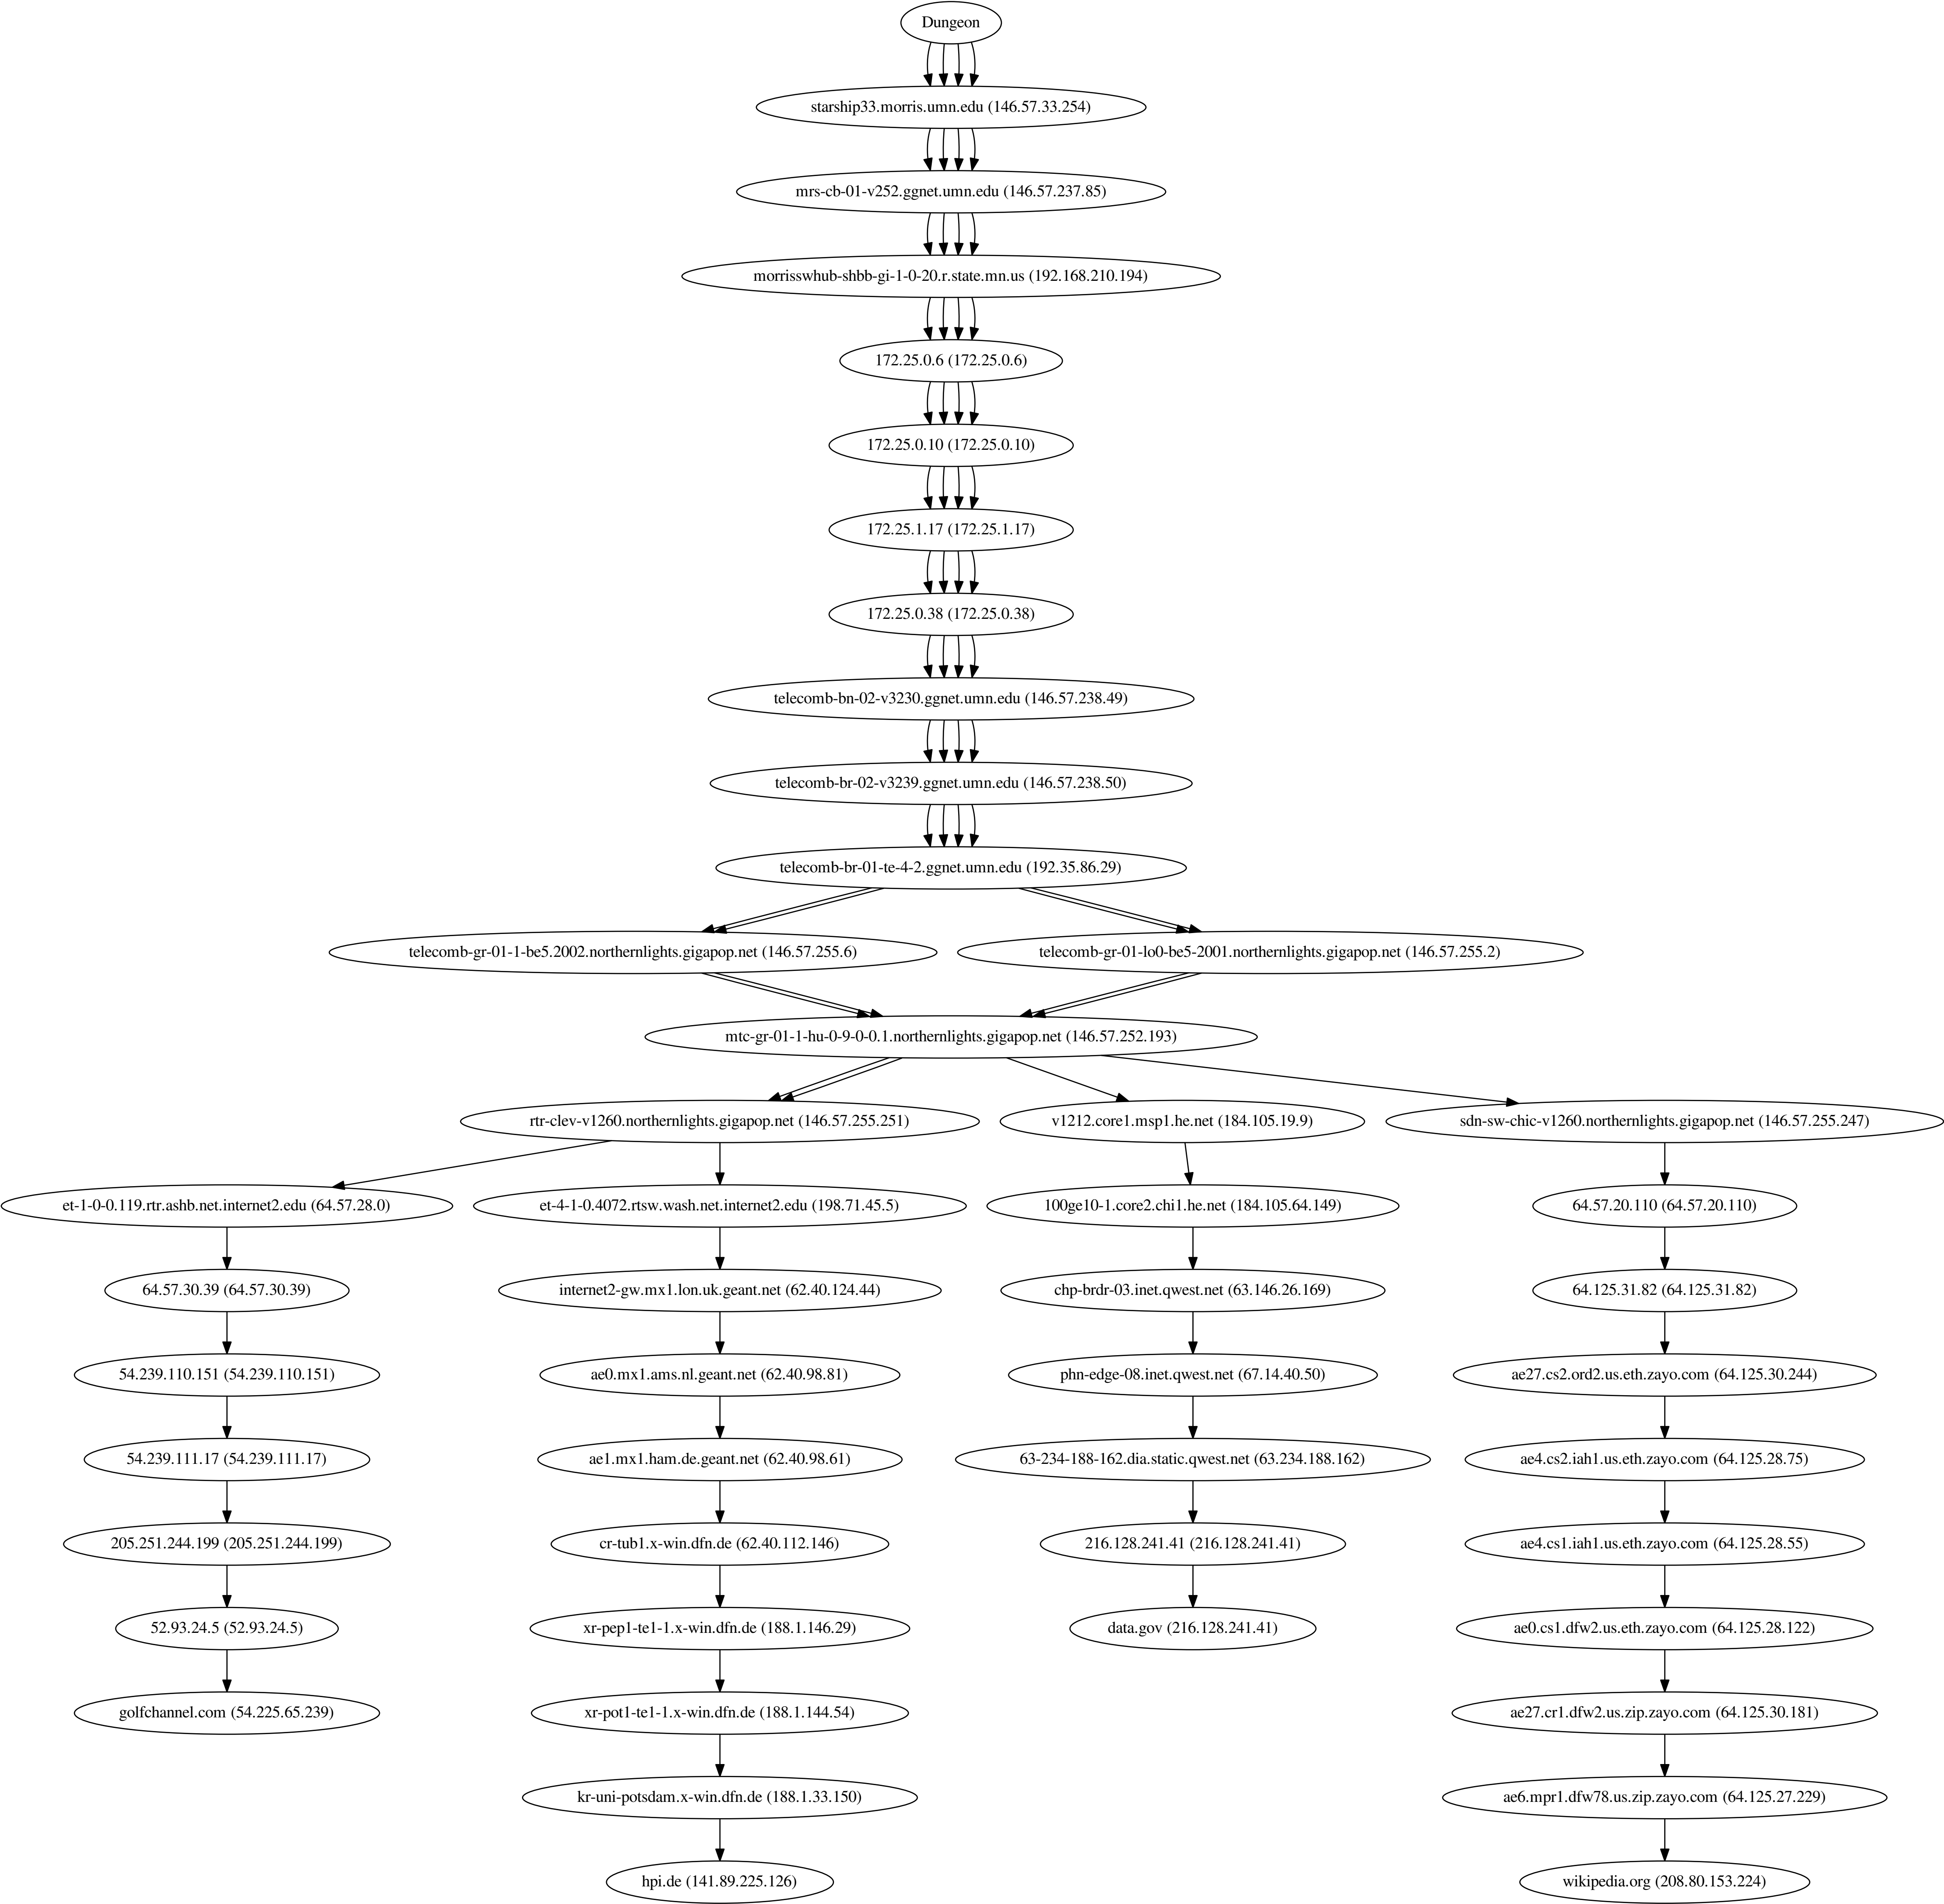 Dungeon
starship33.morris.umn.edu (146.57.33.254)
mrs-cb-01-v252.ggnet.umn.edu (146.57.237.85)
morrisswhub-shbb-gi-1-0-20.r.state.mn.us (192.168.210.194)
172.25.0.6 (172.25.0.6)
172.25.0.10 (172.25.0.10)
172.25.1.17 (172.25.1.17)
172.25.0.38 (172.25.0.38)
telecomb-bn-02-v3230.ggnet.umn.edu (146.57.238.49)
telecomb-br-02-v3239.ggnet.umn.edu (146.57.238.50)
telecomb-br-01-te-4-2.ggnet.umn.edu (192.35.86.29)
telecomb-gr-01-1-be5.2002.northernlights.gigapop.net (146.57.255.6)
telecomb-gr-01-lo0-be5-2001.northernlights.gigapop.net (146.57.255.2)
mtc-gr-01-1-hu-0-9-0-0.1.northernlights.gigapop.net (146.57.252.193)
rtr-clev-v1260.northernlights.gigapop.net (146.57.255.251)
v1212.core1.msp1.he.net (184.105.19.9)
sdn-sw-chic-v1260.northernlights.gigapop.net (146.57.255.247)
et-1-0-0.119.rtr.ashb.net.internet2.edu (64.57.28.0)
et-4-1-0.4072.rtsw.wash.net.internet2.edu (198.71.45.5)
100ge10-1.core2.chi1.he.net (184.105.64.149)
64.57.20.110 (64.57.20.110)
64.57.30.39 (64.57.30.39)
internet2-gw.mx1.lon.uk.geant.net (62.40.124.44)
chp-brdr-03.inet.qwest.net (63.146.26.169)
64.125.31.82 (64.125.31.82)
54.239.110.151 (54.239.110.151)
ae0.mx1.ams.nl.geant.net (62.40.98.81)
phn-edge-08.inet.qwest.net (67.14.40.50)
ae27.cs2.ord2.us.eth.zayo.com (64.125.30.244)
54.239.111.17 (54.239.111.17)
ae1.mx1.ham.de.geant.net (62.40.98.61)
63-234-188-162.dia.static.qwest.net (63.234.188.162)
ae4.cs2.iah1.us.eth.zayo.com (64.125.28.75)
205.251.244.199 (205.251.244.199)
cr-tub1.x-win.dfn.de (62.40.112.146)
216.128.241.41 (216.128.241.41)
ae4.cs1.iah1.us.eth.zayo.com (64.125.28.55)
52.93.24.5 (52.93.24.5)
xr-pep1-te1-1.x-win.dfn.de (188.1.146.29)
data.gov (216.128.241.41)
ae0.cs1.dfw2.us.eth.zayo.com (64.125.28.122)
golfchannel.com (54.225.65.239)
xr-pot1-te1-1.x-win.dfn.de (188.1.144.54)
ae27.cr1.dfw2.us.zip.zayo.com (64.125.30.181)
kr-uni-potsdam.x-win.dfn.de (188.1.33.150)
ae6.mpr1.dfw78.us.zip.zayo.com (64.125.27.229)
hpi.de (141.89.225.126)
wikipedia.org (208.80.153.224)